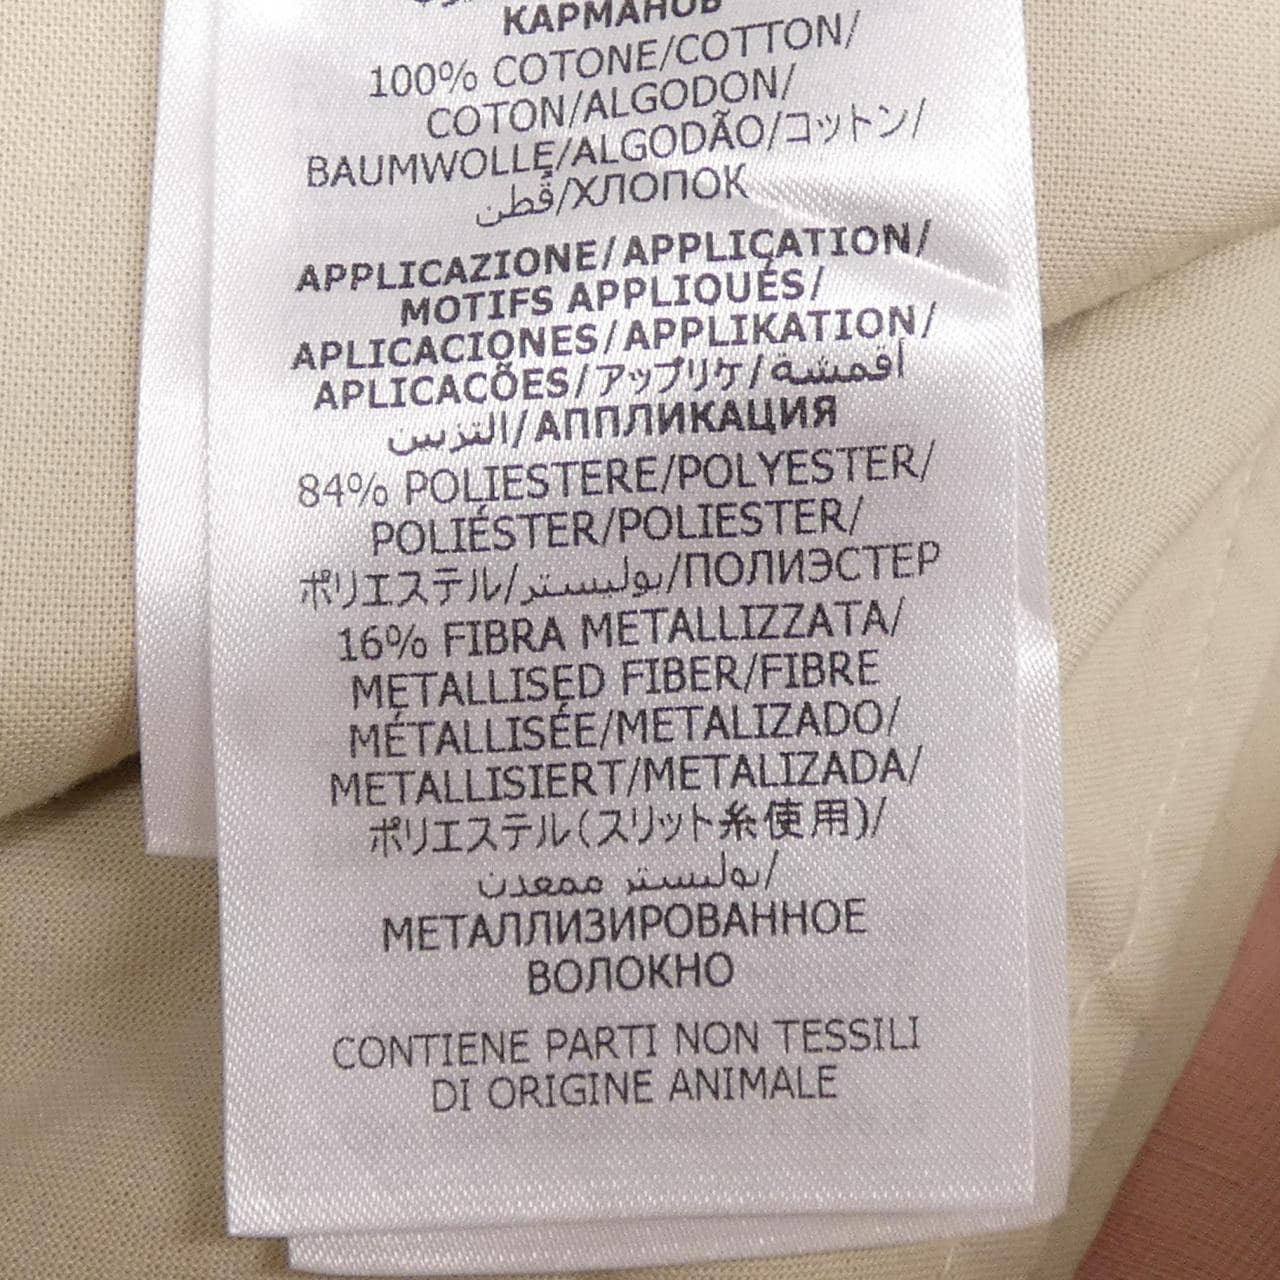 КАРМАНОВ
100% COTONE/COTTON/
COTON/ALGODON/
BAUMWOLLE/ALGODÃO/コットン/
قطن/ХЛОПОК
APPLICAZIONE/APPLICATION/
MOTIFS APPLIQUÉS/
APLICACIONES/APPLIKATION/
APLICACÕES/アップリケ/أقمشة
التزيين/АППЛИКАЦИЯ
84% POLIESTERE/POLYESTER/
POLIÉSTER/POLIESTER/
ポリエステル/بوليستر/ПОЛИЭСТЕР
16% FIBRA METALLIZZATA/
METALLISED FIBER/FIBRE
MÉTALLISÉE/METALIZADO/
METALLISIERT/METALIZADA/
ポリエステル(スリット糸使用)/
بوليستر ممعدن/
МЕТАЛЛИЗИРОВАННОЕ
ВОЛОКНО
CONTIENE PARTI NON TESSILI
DI ORIGINE ANIMALE